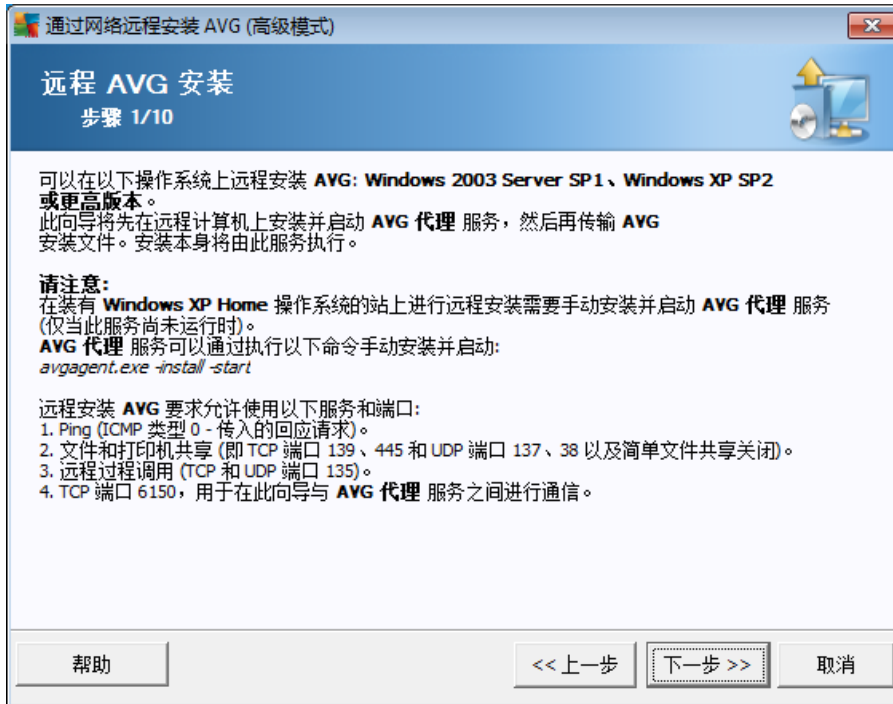 通过网络远程安装 AVG (高级模式)
远程 AVG 安装
步骤 1/10
可以在以下操作系统上远程安装 AVG: Windows 2003 Server SP1、Windows XP SP2
或更高版本。
此向导将先在远程计算机上安装并启动 AVG 代理 服务，然后再传输 AVG
安装文件。安装本身将由此服务执行。
请注意:
在装有 Windows XP Home 操作系统的站上进行远程安装需要手动安装并启动 AVG 代理 服务
(仅当此服务尚未运行时)。
AVG 代理 服务可以通过执行以下命令手动安装并启动:
avgagent.exe -install -start
远程安装 AVG 要求允许使用以下服务和端口:
1. Ping (ICMP 类型 0 - 传入的回应请求)。
2. 文件和打印机共享 (即 TCP 端口 139、445 和 UDP 端口 137、38 以及简单文件共享关闭)。
3. 远程过程调用 (TCP 和 UDP 端口 135)。
4. TCP 端口 6150，用于在此向导与 AVG 代理 服务之间进行通信。
帮助
<< 上一步
下一步 >>
取消